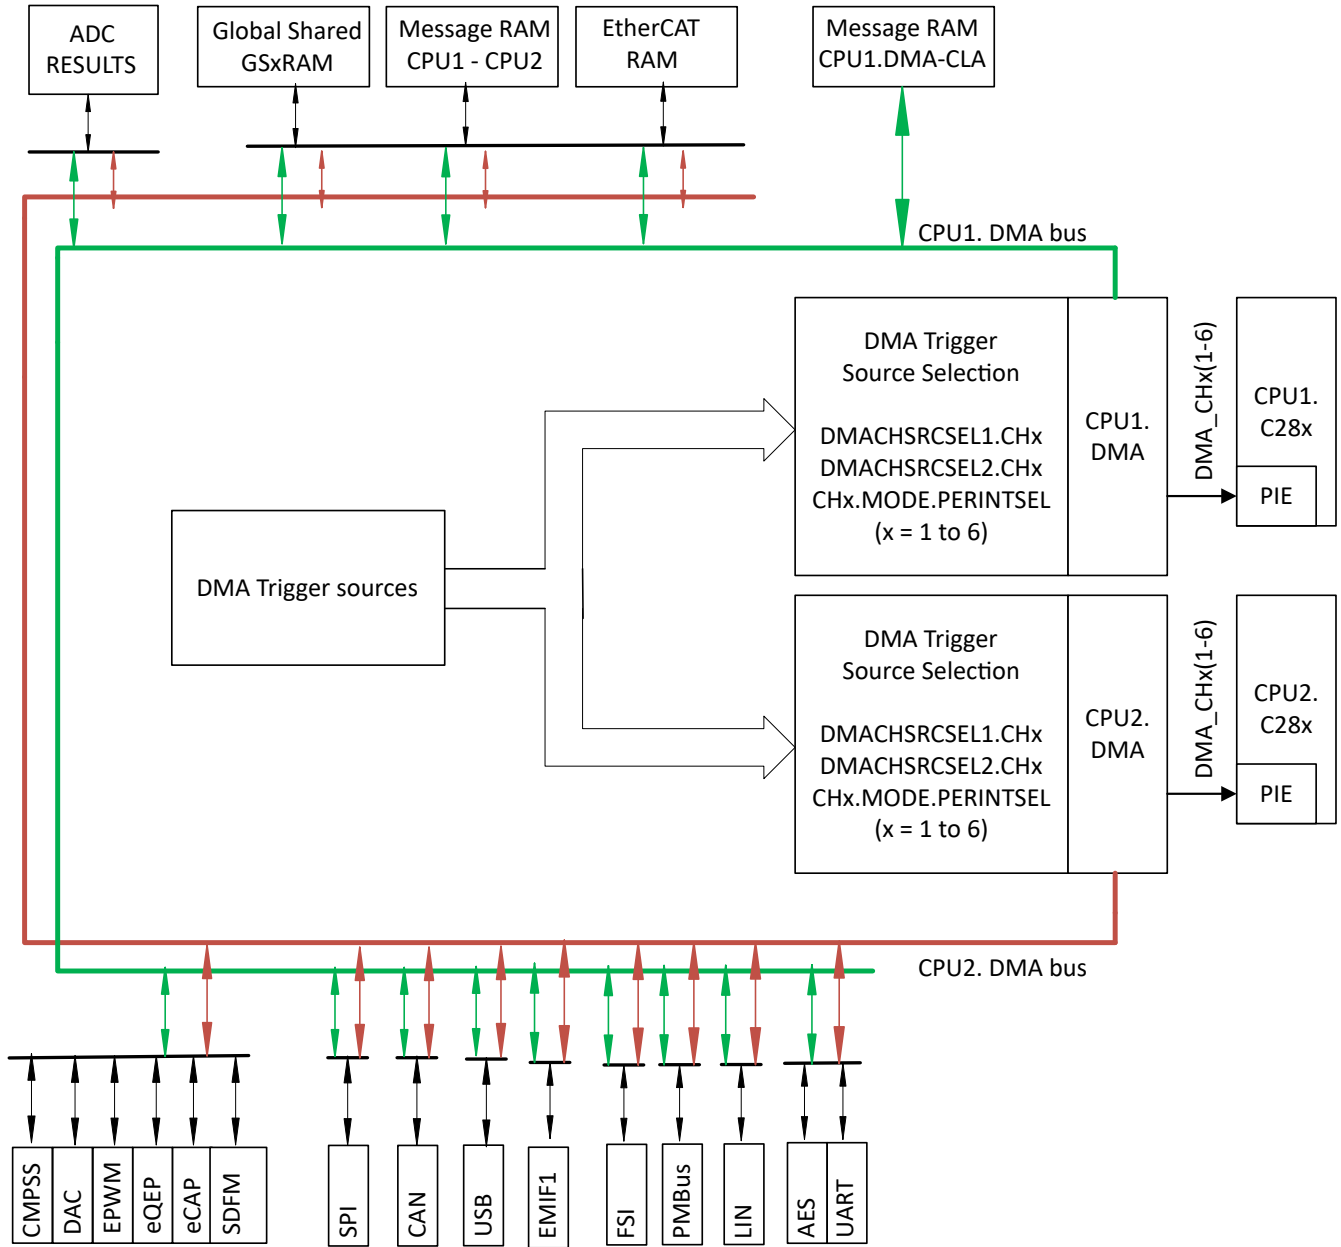 ADC
RESULTS
Global Shared
GSxRAM
Message RAM
CPU1 - CPU2
EtherCAT
RAM
Message RAM
CPU1.DMA-CLA
CPU1. DMA bus
DMA Trigger
Source Selection
DMACHSRCSEL1.CHx
DMACHSRCSEL2.CHx
CHx.MODE.PERINTSEL
(x = 1 to 6)
CPU1.
DMA
DMA_CHx(1-6)
CPU1.
C28x
PIE
DMA Trigger sources
DMA Trigger
Source Selection
DMACHSRCSEL1.CHx
DMACHSRCSEL2.CHx
CHx.MODE.PERINTSEL
(x = 1 to 6)
CPU2.
DMA
DMA_CHx(1-6)
CPU2.
C28x
PIE
CPU2. DMA bus
CMPSS
DAC
EPWM
eQEP
eCAP
SDFM
SPI
CAN
USB
EMIF1
FSI
PMBus
LIN
AES
UART